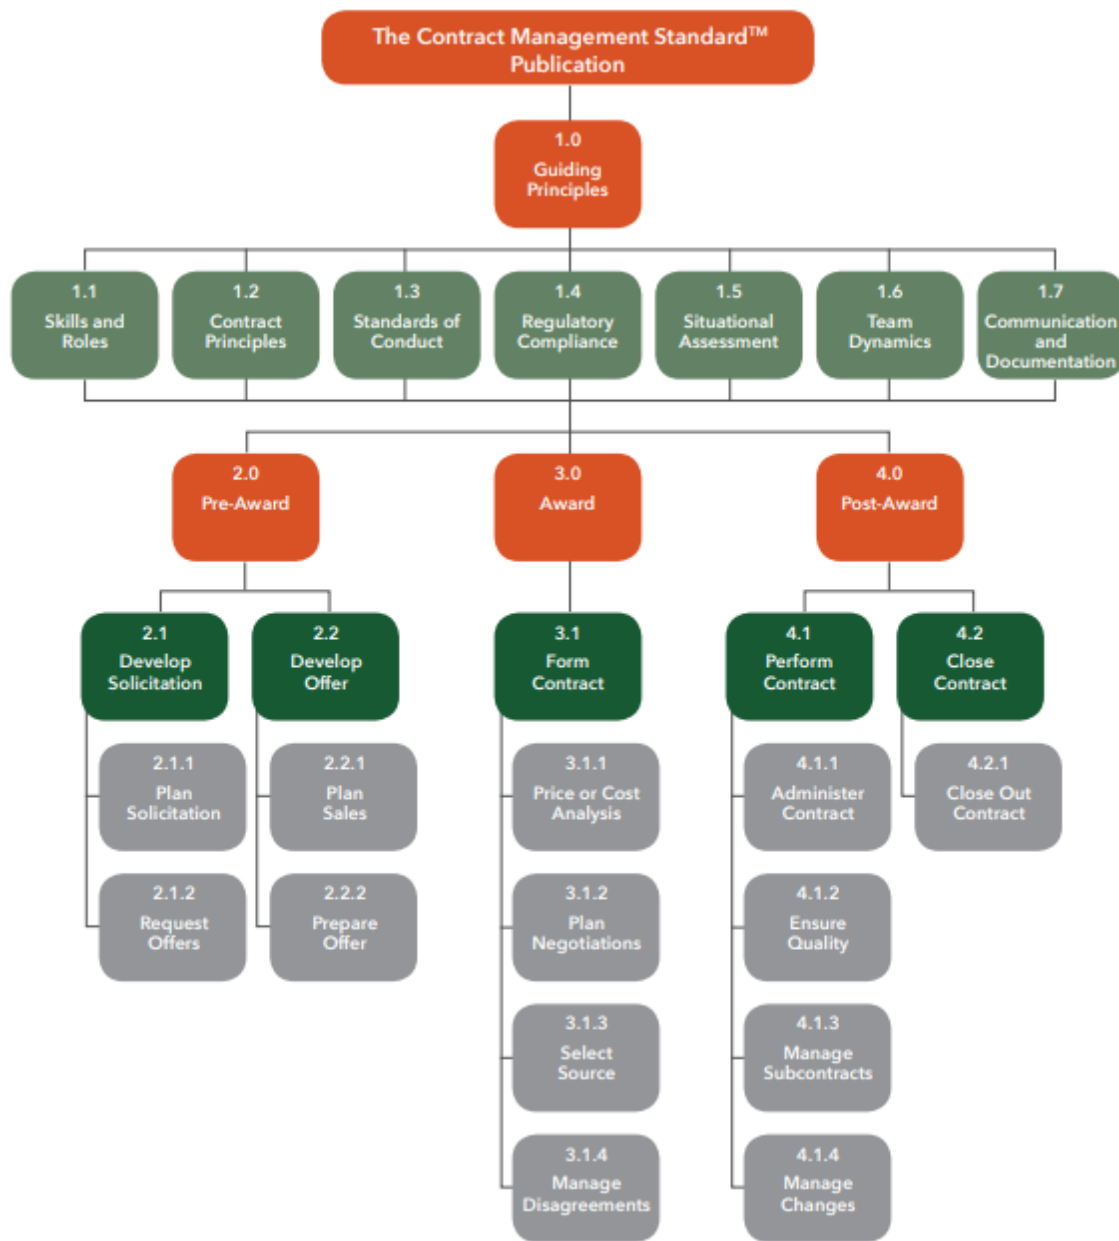 The Contract Management Standard™
Publication
1.0
Guiding
Principles
1.1
Skills and
Roles
1.2
Contract
Principles
1.3
Standards of
Conduct
1.4
Regulatory
Compliance
1.5
Situational
Assessment
1.6
Team
Dynamics
1.7
Communication
and
Documentation
2.0
Pre-Award
3.0
Award
4.0
Post-Award
2.1
Develop
Solicitation
2.2
Develop
Offer
3.1
Form
Contract
4.1
Perform
Contract
4.2
Close
Contract
2.1.1
Plan
Solicitation
2.2.1
Plan
Sales
3.1.1
Price or Cost
Analysis
4.1.1
Administer
Contract
4.2.1
Close Out
Contract
2.1.2
Request
Offers
2.2.2
Prepare
Offer
3.1.2
Plan
Negotiations
4.1.2
Ensure
Quality
3.1.3
Select
Source
4.1.3
Manage
Subcontracts
3.1.4
Manage
Disagreements
4.1.4
Manage
Changes